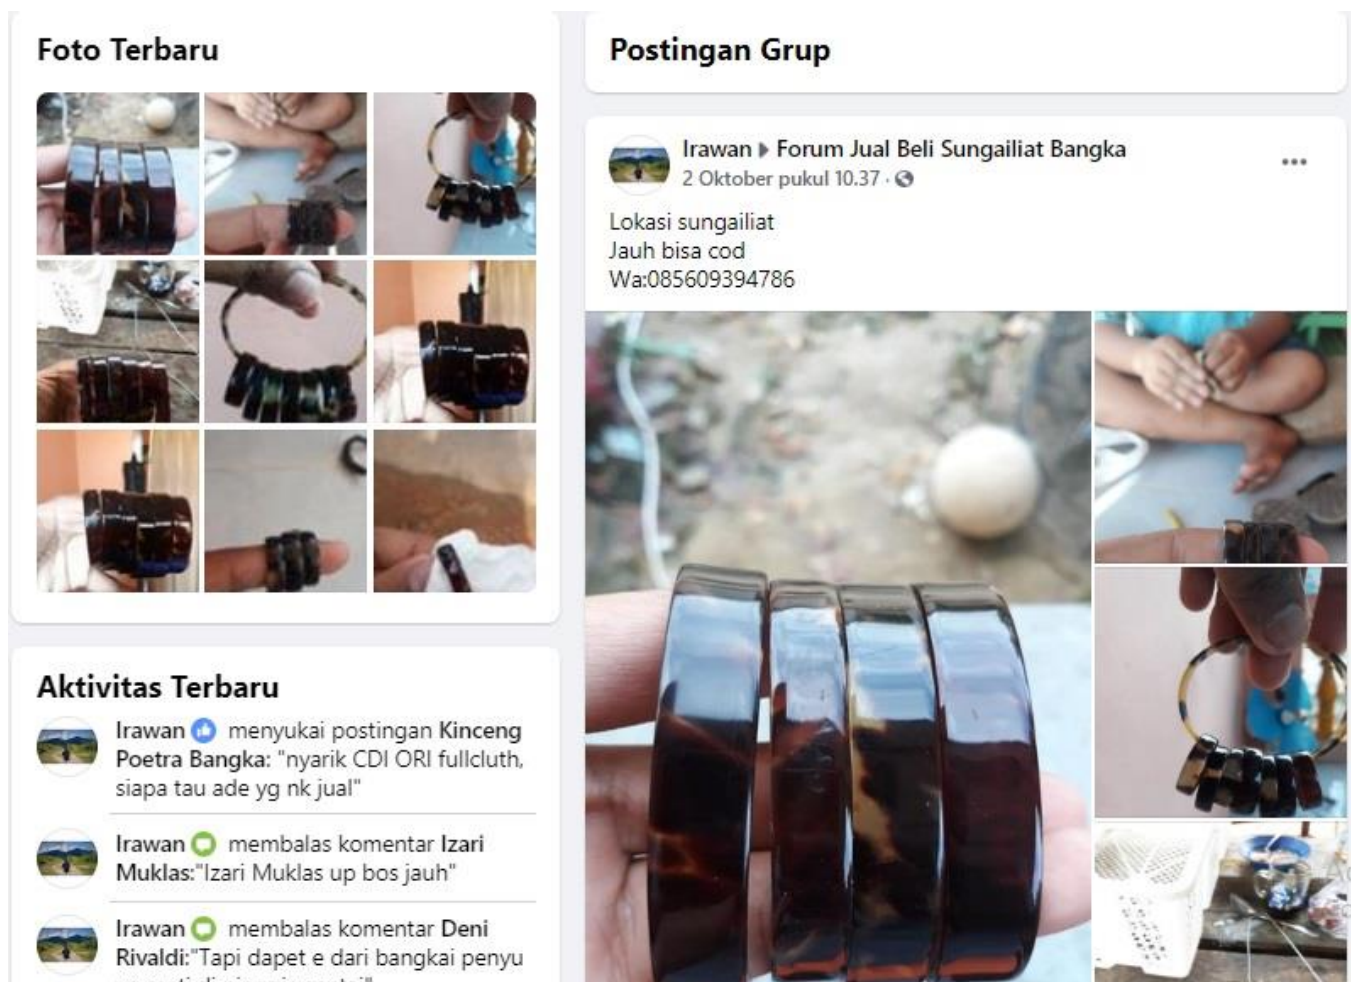 Foto Terbaru
Aktivitas Terbaru
Irawan menyukai postingan Kinceng
Poetra Bangka: "nyarik CDI ORI fullcluth,
siapa tau ade yg nk jual"
Irawan membalas komentar Izari
Muklas:"Izari Muklas up bos jauh"
Irawan membalas komentar Deni
Rivaldi:"Tapi dapet e dari bangkai penyu
Postingan Grup
Irawan Forum Jual Beli Sungailiat Bangka
2 Oktober pukul 10.37 ·
Lokasi sungailiat
Jauh bisa cod
Wa:085609394786